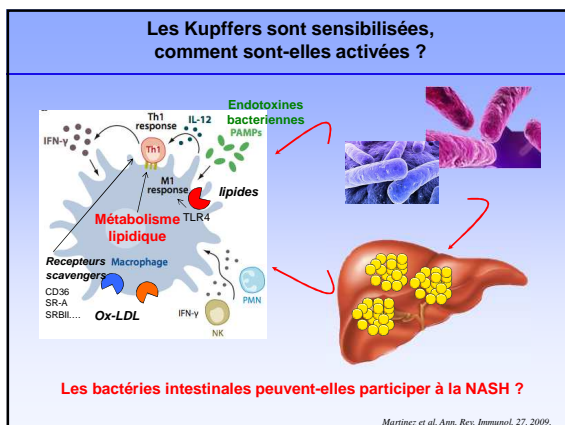 Les Kupffers sont sensibilisées,
comment sont-elles activées ?
Endotoxines
bacteriennes
PAMPs
Th1
response
IL-12
IFN-γ
Th1
M1
response
lipides
TLR4
Métabolisme
lipidique
Recepteurs
scavengers
Macrophage
CD36
SR-A
SRBII....
Ox-LDL
IFN-γ
NK
PMN
Les bactéries intestinales peuvent-elles participer à la NASH ?
Martinez et al. Ann. Rev. Immunol. 27, 2009.